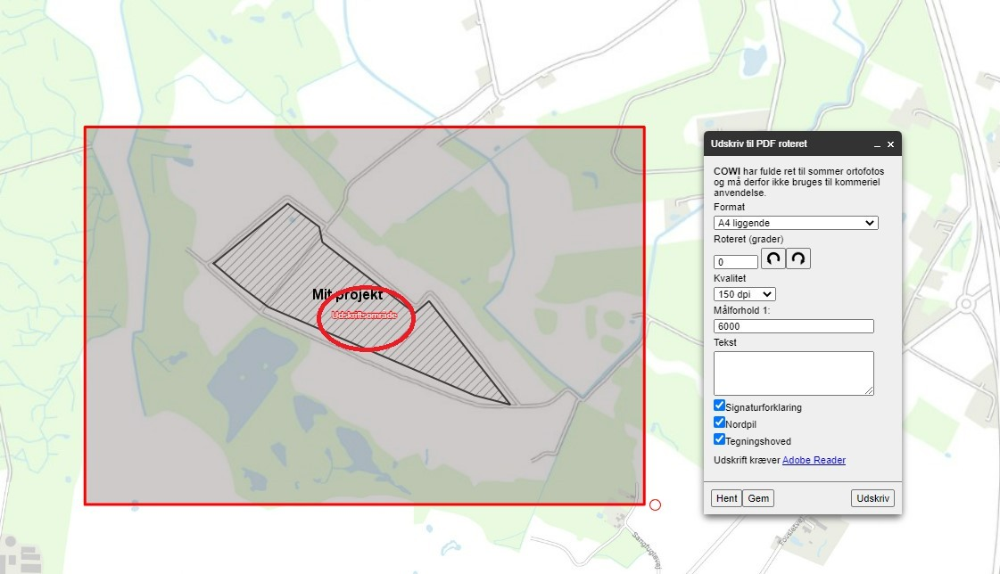 Mit projekt
Udskriftsområde
Udskriv til PDF roteret
COWI har fulde ret til sommer ortofotos
og må derfor ikke bruges til kommeriel
anvendelse.
Format
A4 liggende
Roteret (grader)
0
Kvalitet
150 dpi
Målforhold 1:
6000
Tekst
Signaturforklaring
Nordpil
Tegningshoved
Udskrift kræver Adobe Reader
Hent Gem Udskriv
Sangfuglevej